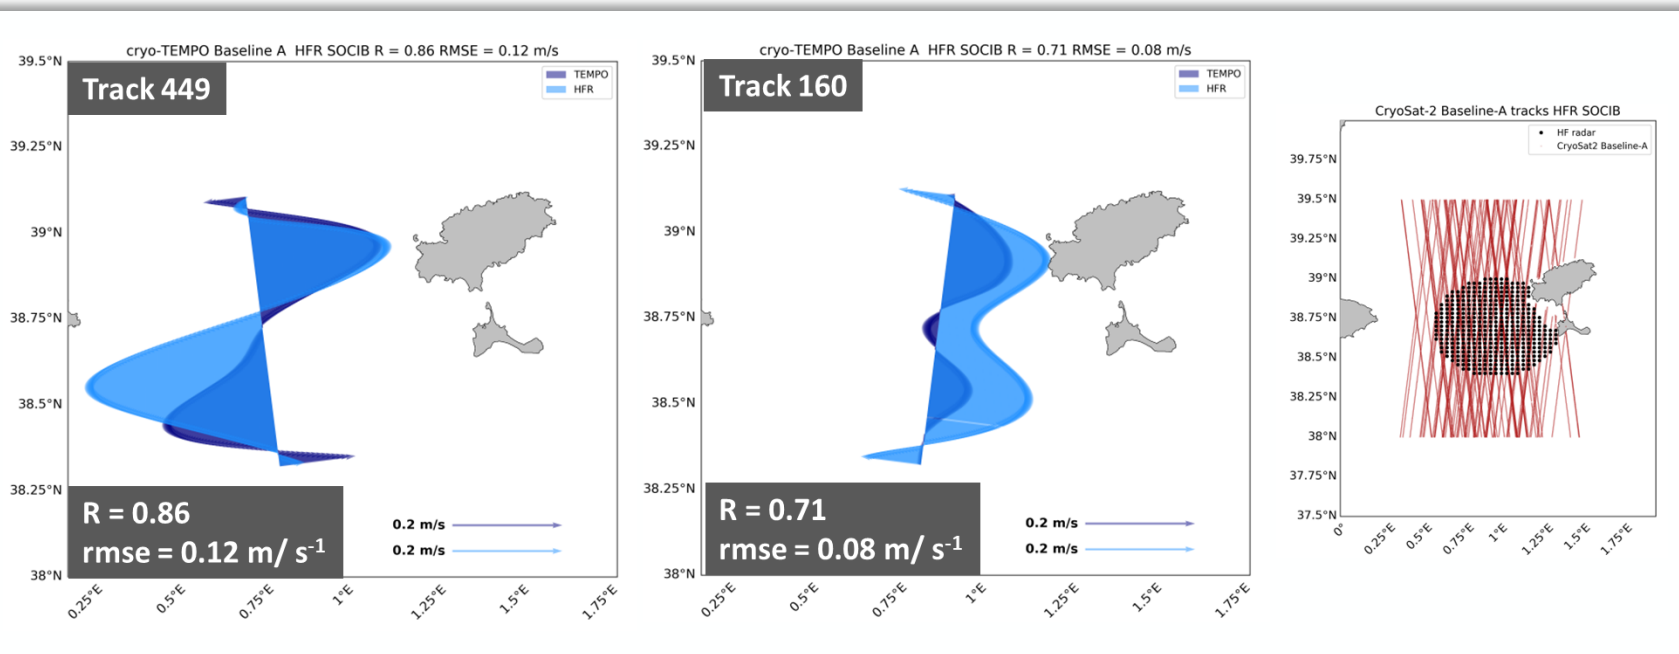 cryo-TEMPO Baseline A  HFR SOCIB R = 0.86 RMSE = 0.12 m/s
39.5°N
39.25°N
39°N
38.75°N
38.5°N
38.25°N
38°N
Track 449
TEMPO
HFR
R = 0.86
rmse = 0.12 m/ s-1
0.2 m/s
0.2 m/s
0.25°E
0.5°E
0.75°E
1°E
1.25°E
1.5°E
1.75°E
cryo-TEMPO Baseline A  HFR SOCIB R = 0.71 RMSE = 0.08 m/s
39.5°N
39.25°N
39°N
38.75°N
38.5°N
38.25°N
38°N
Track 160
TEMPO
HFR
R = 0.71
rmse = 0.08 m/ s-1
0.2 m/s
0.2 m/s
0.25°E
0.5°E
0.75°E
1°E
1.25°E
1.5°E
1.75°E
CryoSat-2 Baseline-A tracks HFR SOCIB
HF radar
CryoSat2 Baseline-A
39.75°N
39.5°N
39.25°N
39°N
38.75°N
38.5°N
38.25°N
38°N
37.75°N
37.5°N
0°
0.25°E
0.5°E
0.75°E
1°E
1.25°E
1.5°E
1.75°E